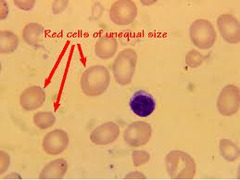 Red cells of unequal size